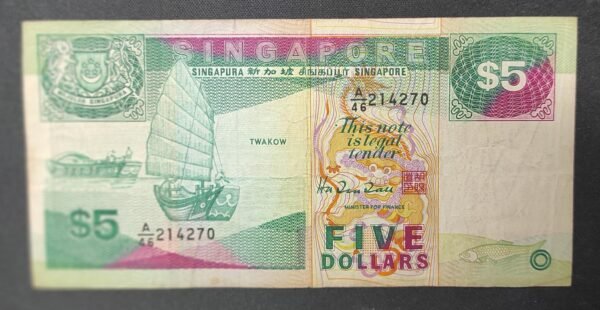 SINGAPORE
SINGAPURA 新加坡 சிங்கப்பூர் SINGAPORE
$5
A/46 214270
This note
is legal
tender
TWAKOW
MINISTER FOR FINANCE
$5
A/46 214270
FIVE
DOLLARS